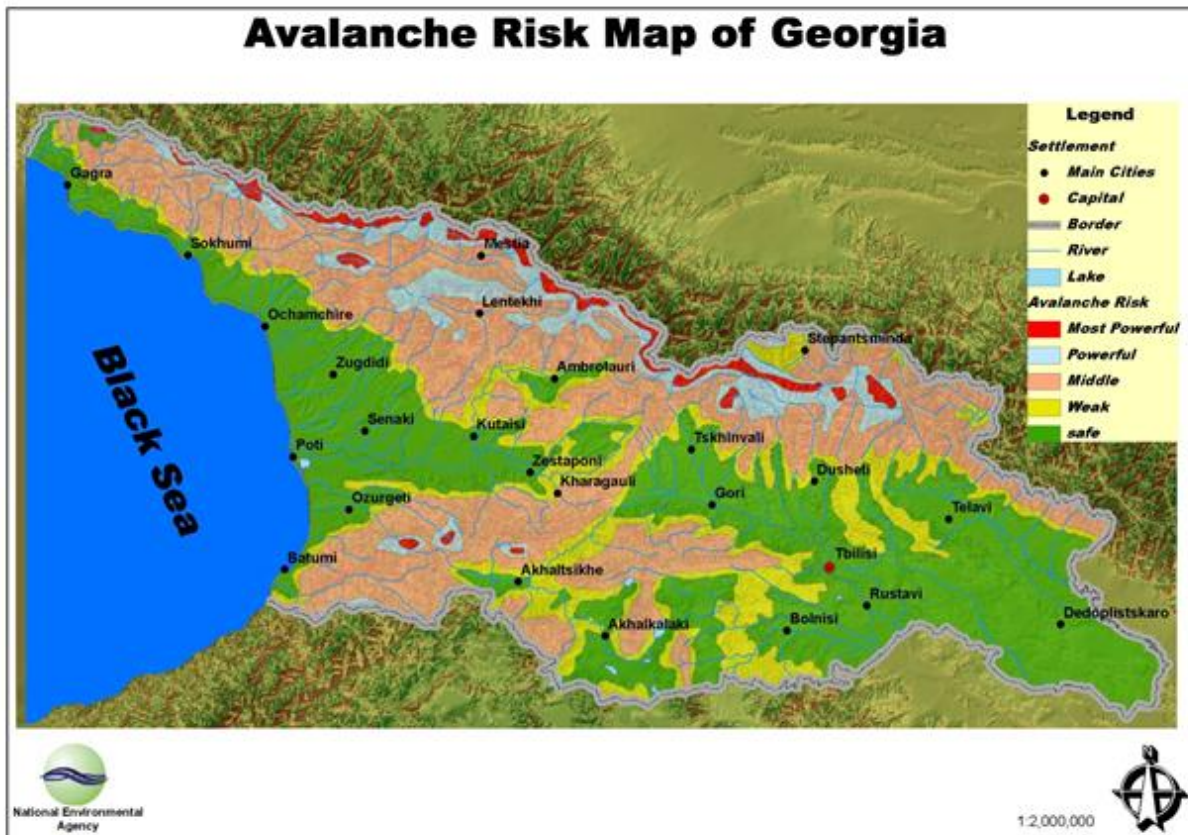 Avalanche Risk Map of Georgia
Legend
Settlement
Main Cities
Capital
Border
River
Lake
Avalanche Risk
Most Powerful
Powerful
Middle
Weak
safe
Gagra
Sokhumi
Mestia
Lentekhi
Ochamchire
Stepantsminda
Zugdidi
Ambrolauri
Black Sea
Senaki
Kutaisi
Tskhinvali
Poti
Zestaponi
Dusheti
Kharagauli
Ozurgeti
Gori
Telavi
Batumi
Tbilisi
Akhaltsikhe
Rustavi
Akhalkalaki
Bolnisi
Dedoplistskaro
National Environmental
Agency
1:2,000,000
N